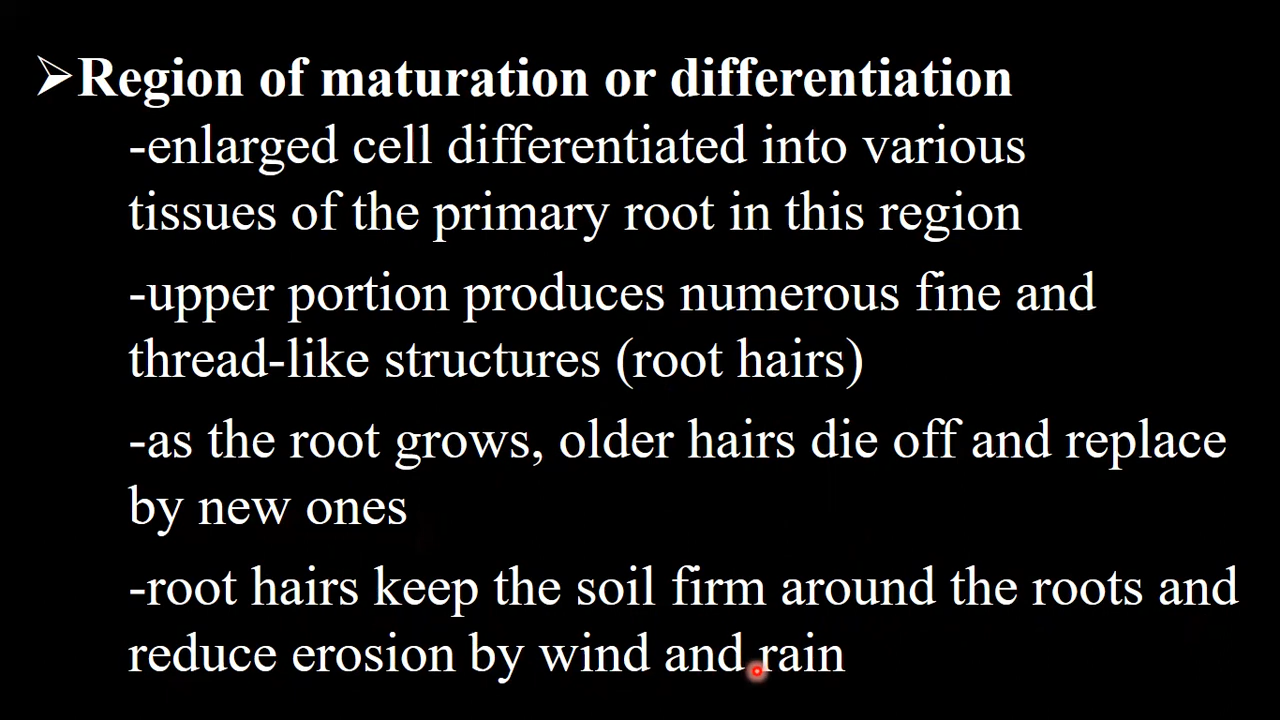 ➢Region of maturation or differentiation
-enlarged cell differentiated into various
tissues of the primary root in this region
-upper portion produces numerous fine and
thread-like structures (root hairs)
-as the root grows, older hairs die off and replace
by new ones
-root hairs keep the soil firm around the roots and
reduce erosion by wind and rain